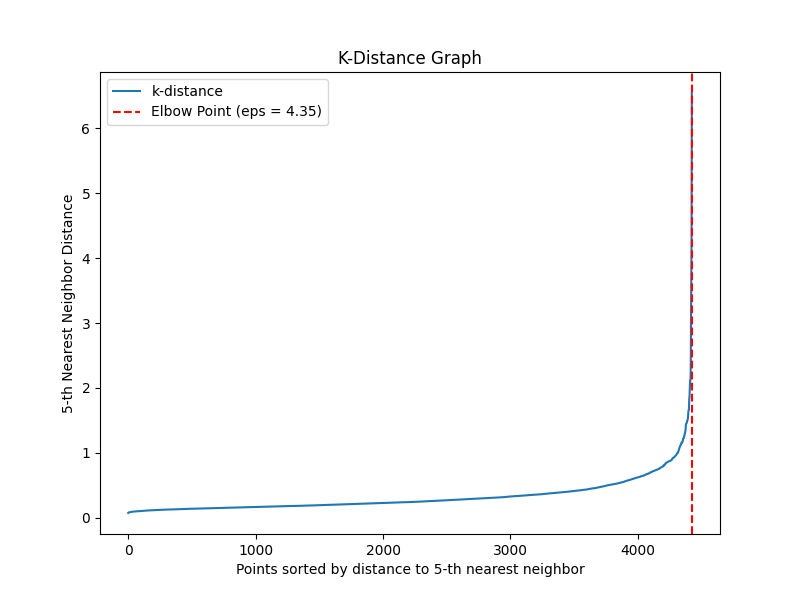 K-Distance Graph
k-distance
Elbow Point (eps = 4.35)
6
5
4
3
2
1
0
5-th Nearest Neighbor Distance
0 1000 2000 3000 4000
Points sorted by distance to 5-th nearest neighbor